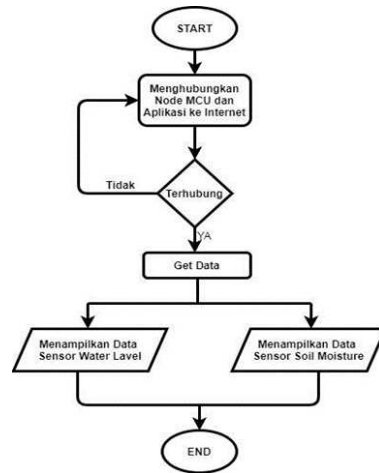 START
Menghubungkan
Node MCU dan
Aplikasi ke Internet
Terhubung
Tidak
YA
Get Data
Menampilkan Data
Sensor Water Lavel
Menampilkan Data
Sensor Soil Moisture
END